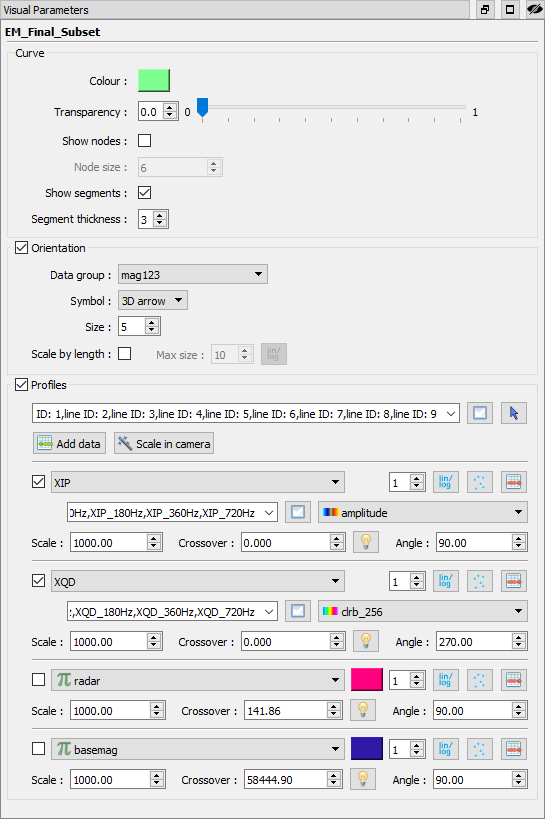 Visual Parameters
EM_Final_Subset
Curve
Colour :
Transparency : 0.0 0 1
Show nodes :
Node size : 6
Show segments :
Segment thickness : 3
Orientation
Data group : mag123
Symbol : 3D arrow
Size : 5
Scale by length : Max size : 10 lin/log
Profiles
ID: 1,line ID: 2,line ID: 3,line ID: 4,line ID: 5,line ID: 6,line ID: 7,line ID: 8,line ID: 9
Add data Scale in camera
XIP 1 lin/log
Hz,XIP_180Hz,XIP_360Hz,XIP_720Hz amplitude
Scale : 1000.00 Crossover : 0.000 Angle : 90.00
XQD 1 lin/log
,XQD_180Hz,XQD_360Hz,XQD_720Hz clrb_256
Scale : 1000.00 Crossover : 0.000 Angle : 270.00
π radar 1 lin/log
Scale : 1000.00 Crossover : 141.86 Angle : 90.00
π basemag 1 lin/log
Scale : 1000.00 Crossover : 58444.90 Angle : 90.00